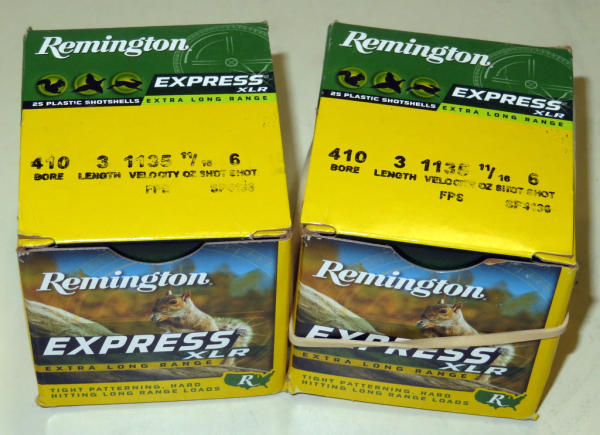 Remington
EXPRESS
XLR
25 PLASTIC SHOTSHELLS EXTRA LONG RANGE
410 3 1135 11/16 6
BORE LENGTH VELOCITY OZ SHOT SHOT
FPS SP4136
Remington
EXPRESS
XLR
EXTRA LONG RANGE
TIGHT PATTERNING, HARD
HITTING LONG RANGE LOADS
R
Remington
EXPRESS
XLR
25 PLASTIC SHOTSHELLS EXTRA LONG RANGE
410 3 1135 11/16 6
BORE LENGTH VELOCITY OZ SHOT SHOT
FPS SP4136
Remington
EXPRESS
XLR
EXTRA LONG RANGE
TIGHT PATTERNING, HARD
HITTING LONG RANGE LOADS
R